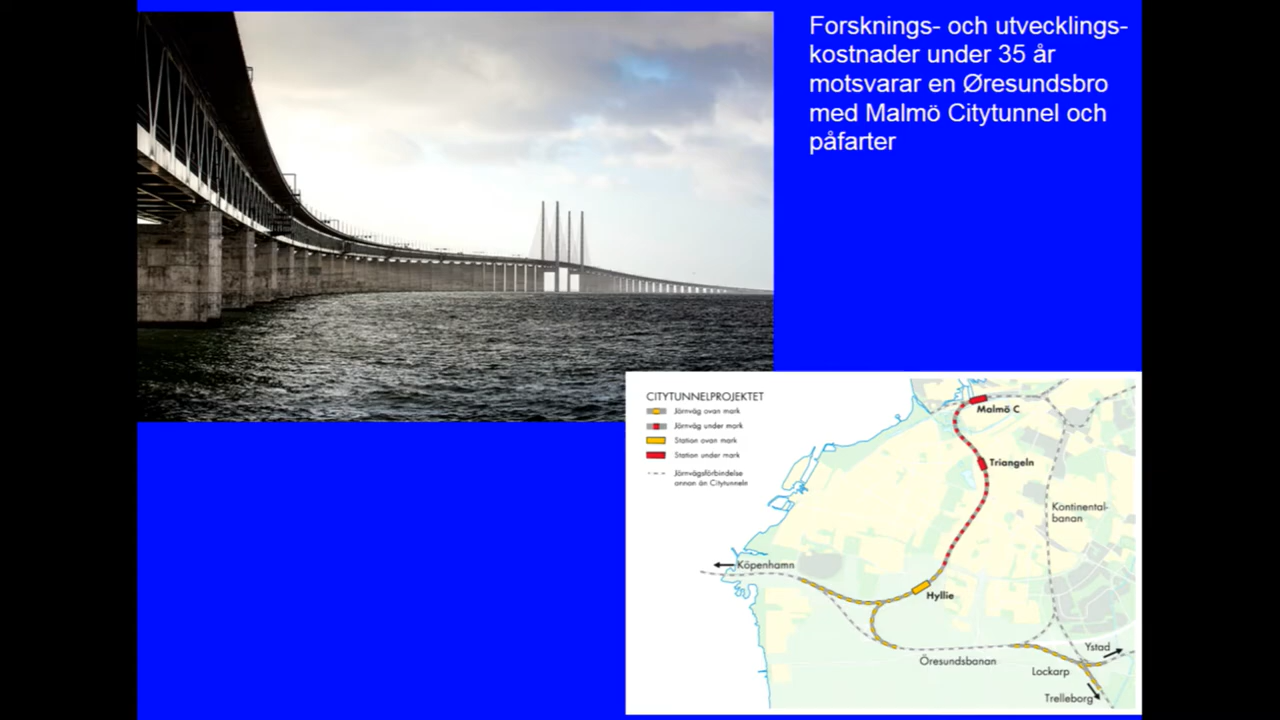 Forsknings- och utvecklings-
kostnader under 35 år
motsvarar en Øresundsbro
med Malmö Citytunnel och
påfarter
CITYTUNNELPROJEKTET
Järnväg ovan mark
Järnväg under mark
Station ovan mark
Station under mark
Järnvägsförbindelse
annan än Citytunneln
Malmö C
Triangeln
Kontinental-
banan
Köpenhamn
Hyllie
Öresundsbanan
Ystad
Lockarp
Trelleborg